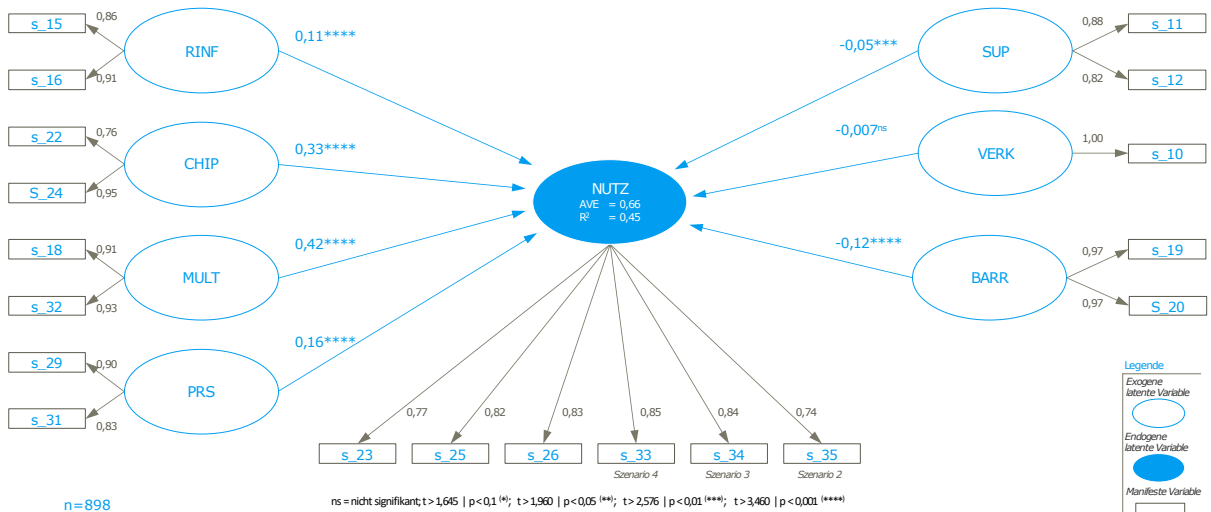 s_15
0,86
RINF
s_16
0,91
0,11****
s_22
0,76
CHIP
S_24
0,95
0,33****
s_18
0,91
MULT
s_32
0,93
0,42****
s_29
0,90
PRS
s_31
0,83
0,16****
NUTZ
AVE = 0,66
R² = 0,45
-0,05***
SUP
0,88
s_11
0,82
s_12
-0,007ns
VERK
1,00
s_10
-0,12****
BARR
0,97
s_19
0,97
S_20
0,77
0,82
0,83
0,85
0,84
0,74
s_23
s_25
s_26
s_33
s_34
s_35
Szenario 4
Szenario 3
Szenario 2
Legende
Exogene
latente Variable
Endogene
latente Variable
Manifeste Variable
n=898
ns = nicht signifikant; t > 1,645 | p < 0,1 (*); t > 1,960 | p < 0,05 (**); t > 2,576 | p < 0,01 (***); t > 3,460 | p < 0,001 (****)